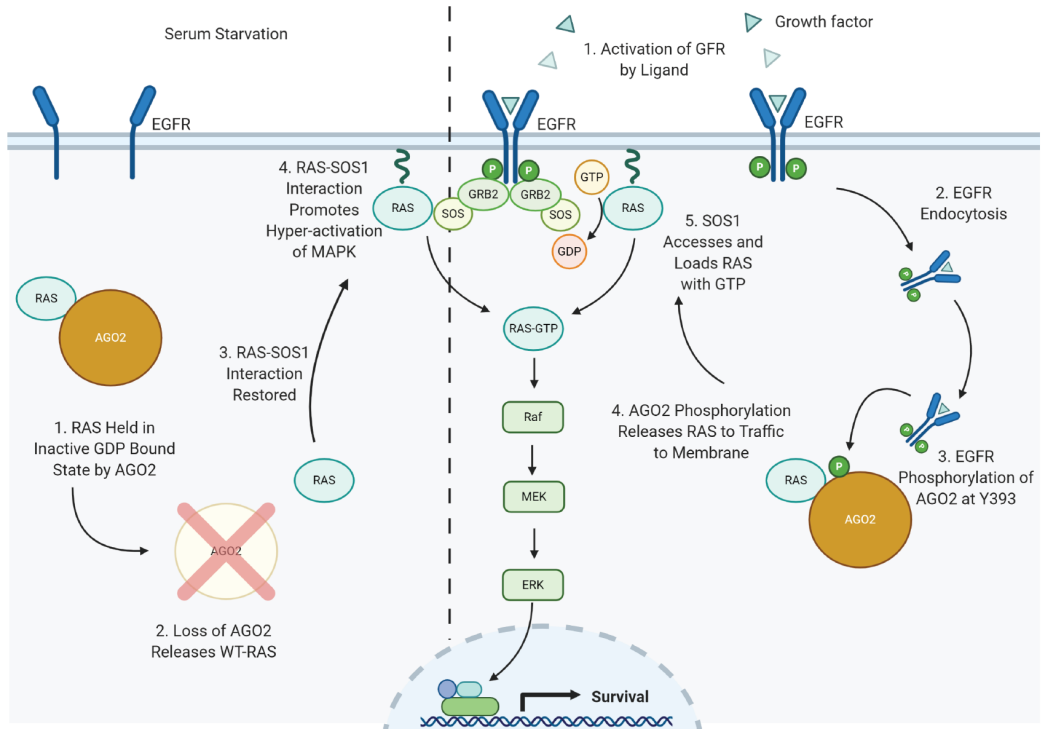 Serum Starvation
Growth factor
1. Activation of GFR
by Ligand
EGFR
EGFR
EGFR
P
P
P
P
4. RAS-SOS1
Interaction
Promotes
Hyper-activation
of MAPK
RAS
SOS
GRB2
GRB2
SOS
GTP
RAS
GDP
5. SOS1
Accesses and
Loads RAS
with GTP
2. EGFR
Endocytosis
P
P
RAS
AGO2
RAS-GTP
3. RAS-SOS1
Interaction
Restored
Raf
4. AGO2 Phosphorylation
Releases RAS to Traffic
to Membrane
P
P
3. EGFR
Phosphorylation of
AGO2 at Y393
1. RAS Held in
Inactive GDP Bound
State by AGO2
RAS
MEK
RAS
P
AGO2
AGO2
ERK
2. Loss of AGO2
Releases WT-RAS
Survival